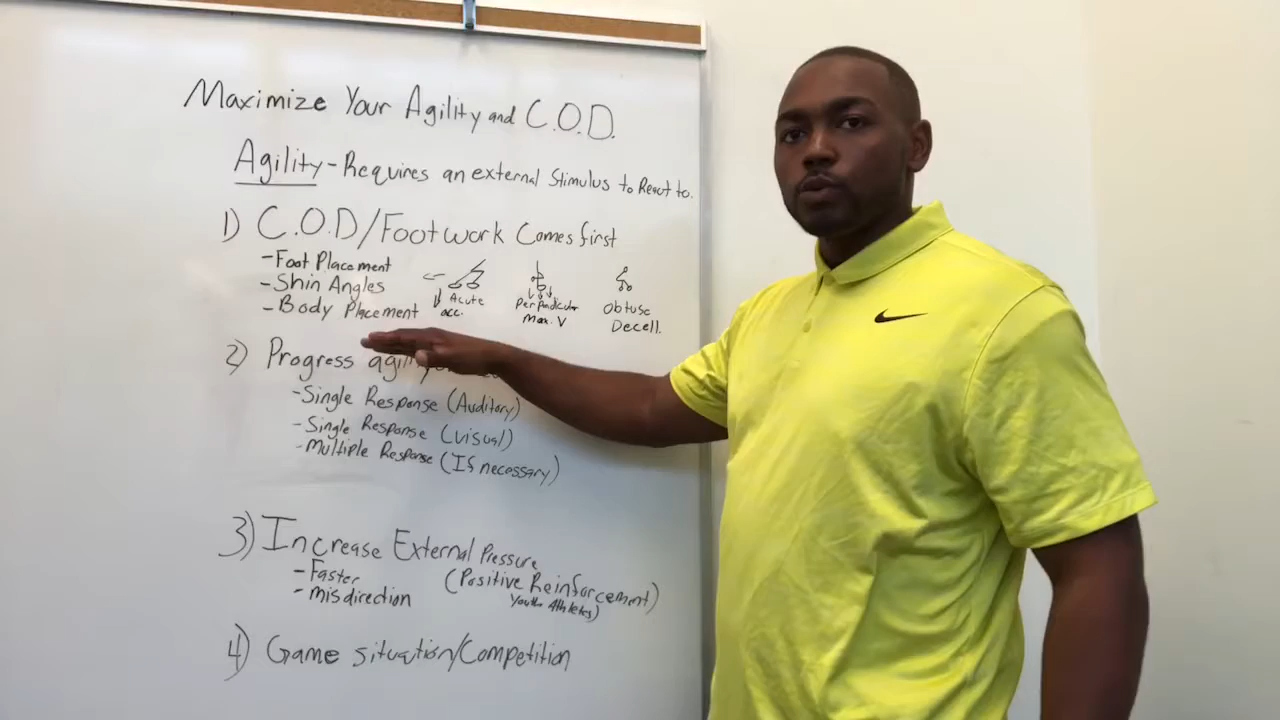 Maximize Your Agility and C.O.D.
Agility - Requires an external Stimulus to React to.
1) C.O.D/Footwork Comes first
- Foot Placement
- Shin Angles
- Body Placement
Acute
acc.
Perpendicular
Max. V
Obtuse
Decell.
2) Progress agility
- Single Response (Auditory)
- Single Response (visual)
- Multiple Response (If necessary)
3) Increase External Pressure
- Faster
- misdirection
(Positive Reinforcement)
Youth Athletes)
4) Game situation/Competition